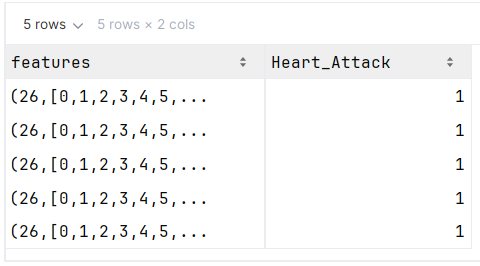 5 rows 5 rows × 2 cols
features Heart_Attack
(26,[0,1,2,3,4,5,... 1
(26,[0,1,2,3,4,5,... 1
(26,[0,1,2,3,4,5,... 1
(26,[0,1,2,3,4,5,... 1
(26,[0,1,2,3,4,5,... 1